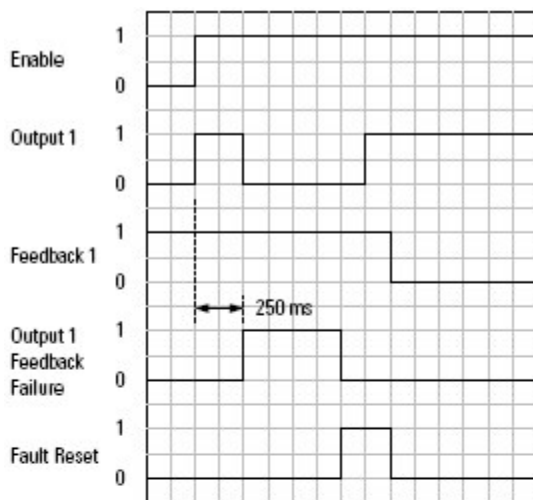 1
Enable
0
1
Output 1
0
1
Feedback 1
0
250 ms
Output 1
1
Feedback
0
Failure
1
Fault Reset
0